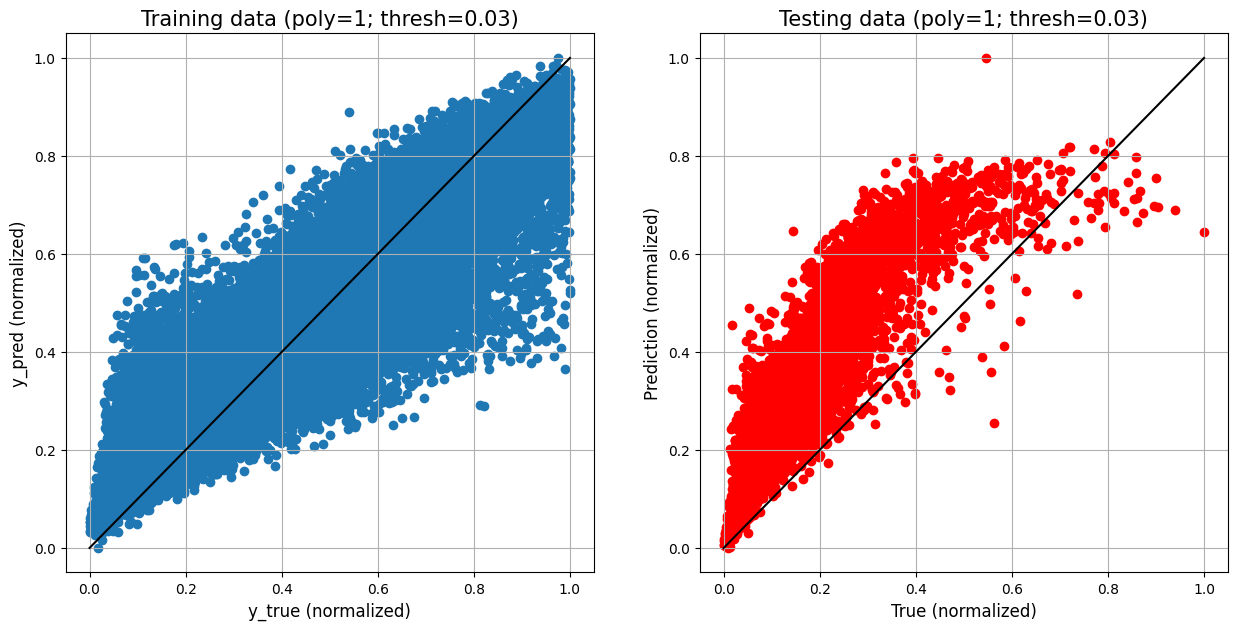 Training data (poly=1; thresh=0.03)
1.0
0.8
0.6
0.4
0.2
0.0
y_pred (normalized)
0.0 0.2 0.4 0.6 0.8 1.0
y_true (normalized)
Testing data (poly=1; thresh=0.03)
1.0
0.8
0.6
0.4
0.2
0.0
Prediction (normalized)
0.0 0.2 0.4 0.6 0.8 1.0
True (normalized)